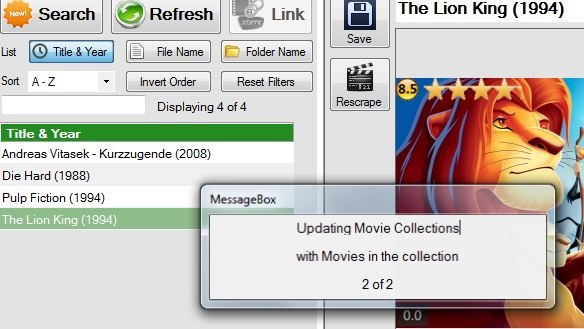 New!
Search
Refresh
Link
Save
The Lion King (1994)
List
Title & Year
File Name
Folder Name
Sort
A - Z
Invert Order
Reset Filters
Rescrape
Displaying 4 of 4
8.5
Title & Year
Andreas Vitasek - Kurzzugende (2008)
Die Hard (1988)
Pulp Fiction (1994)
The Lion King (1994)
MessageBox
Updating Movie Collections
with Movies in the collection
2 of 2
0.0